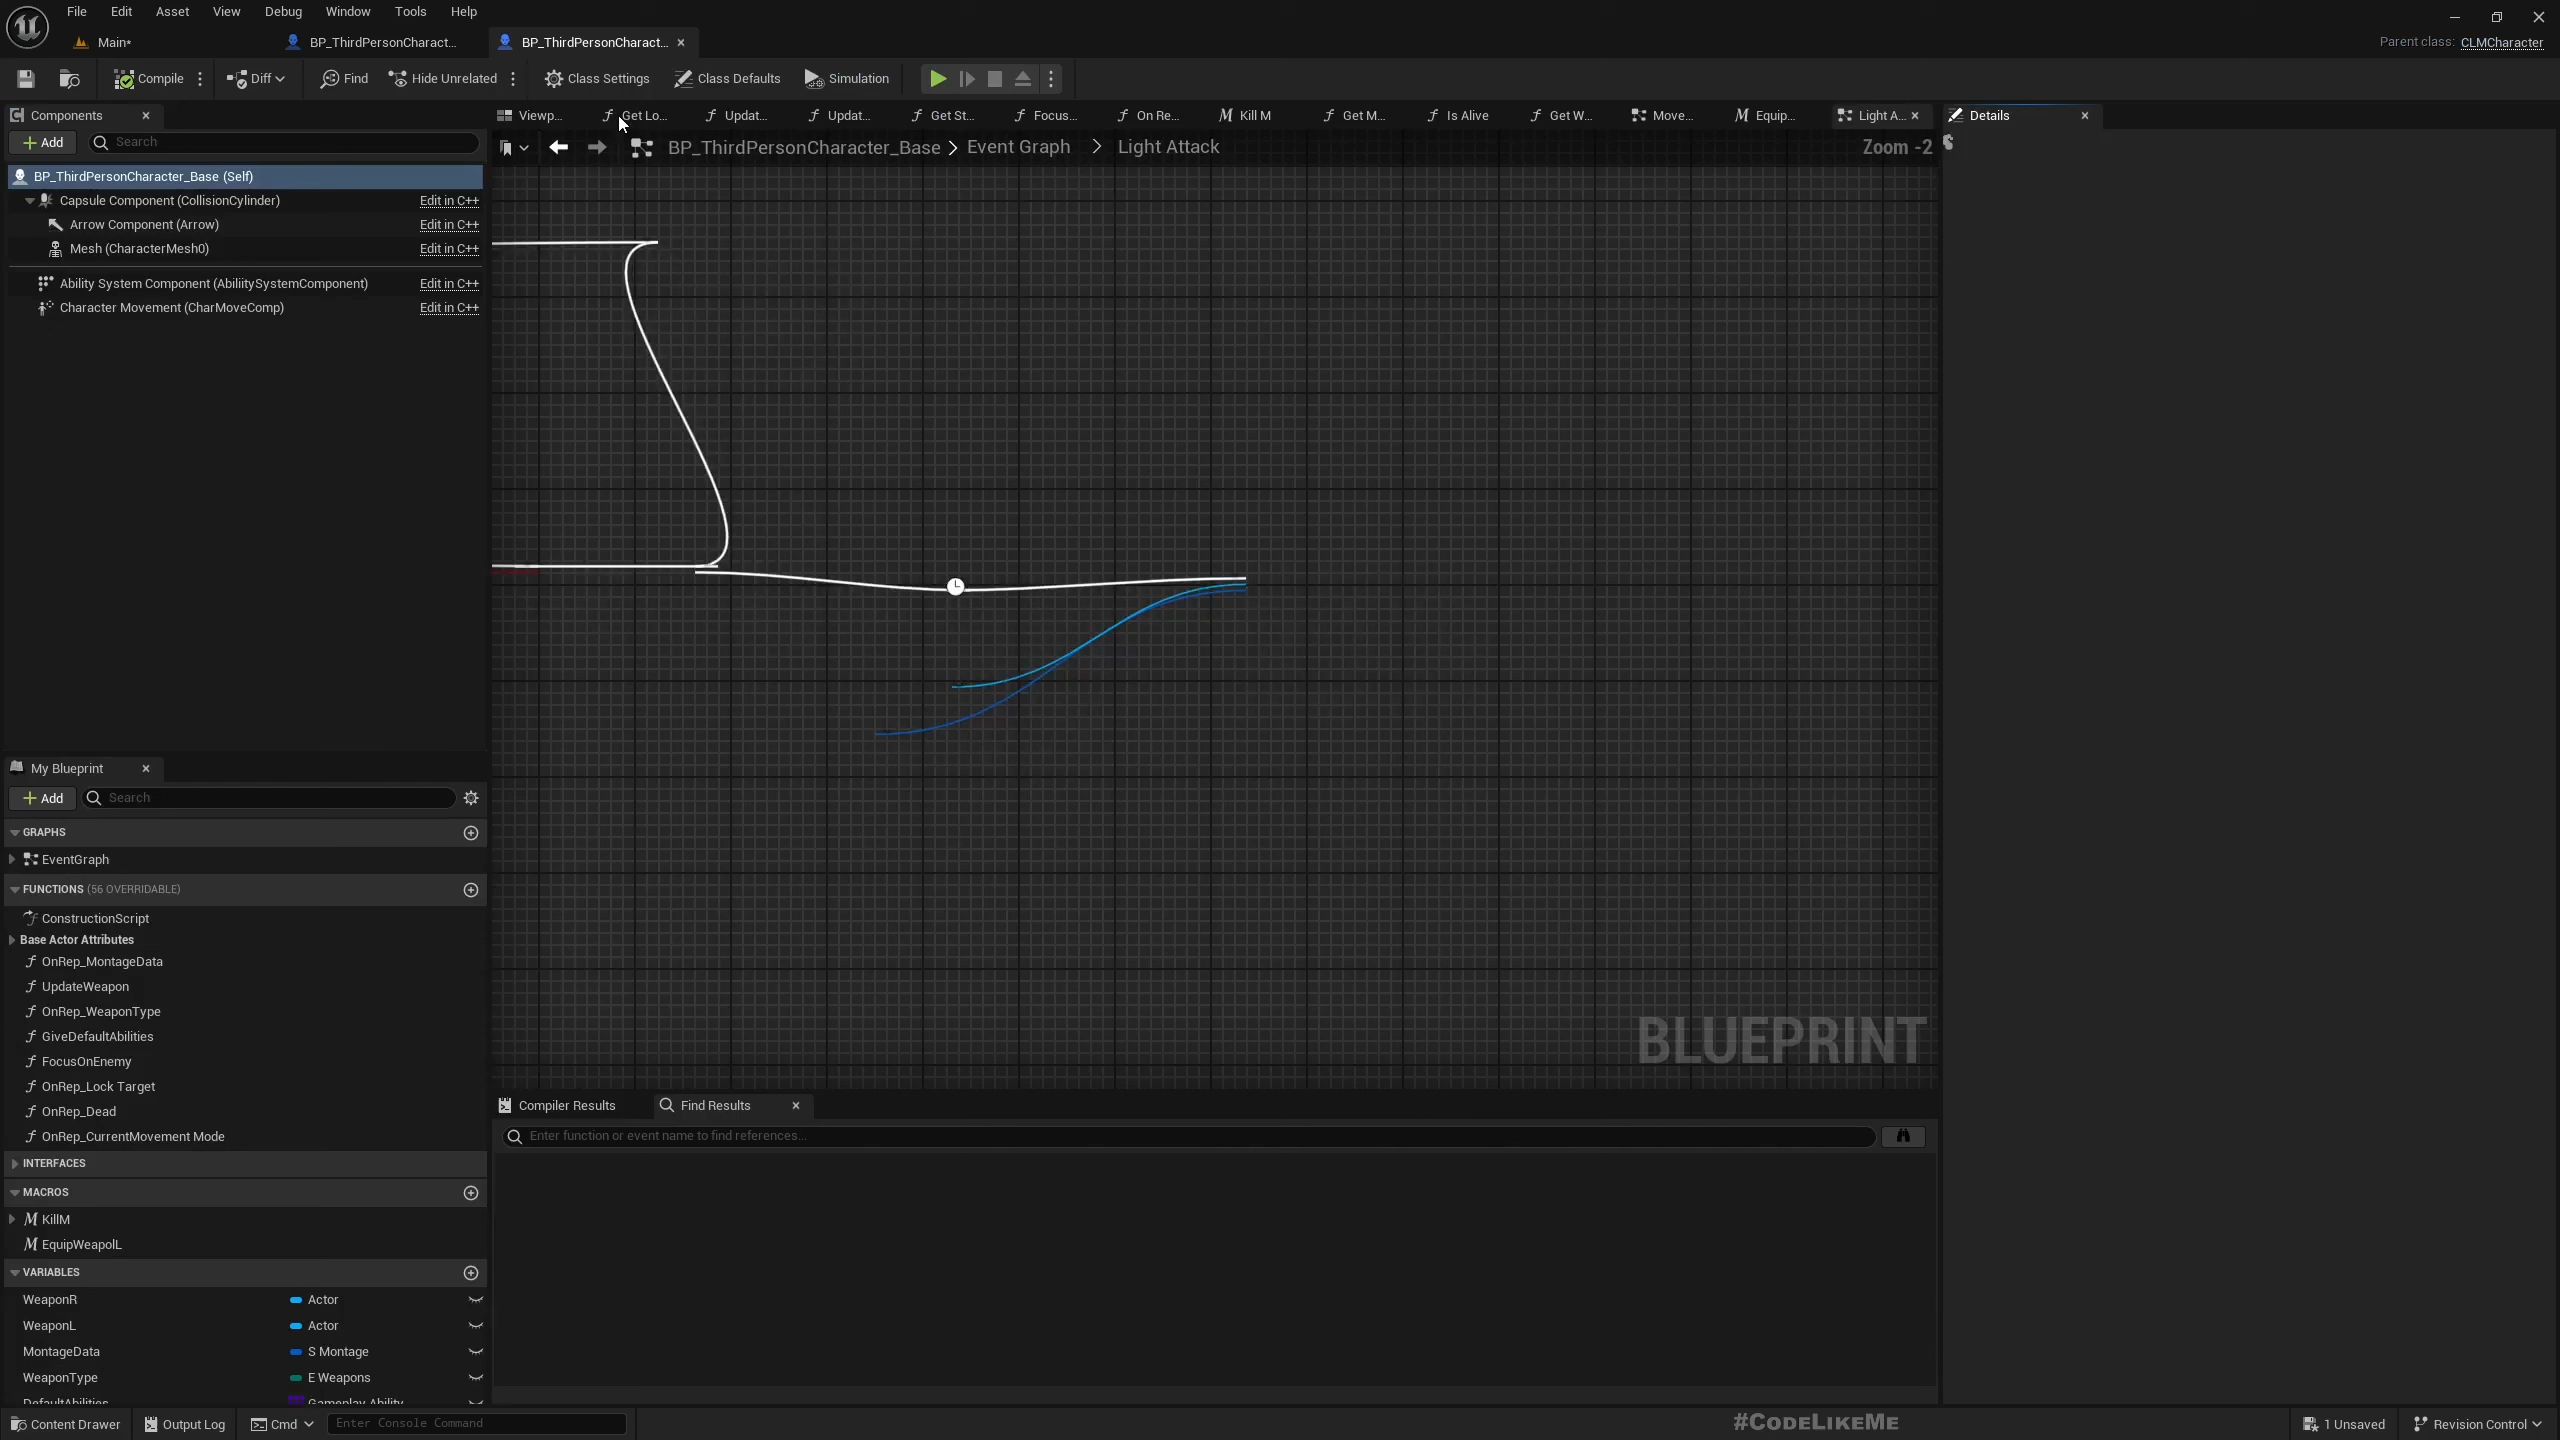 File Edit Asset View Debug Window Tools Help
Main* BP_ThirdPersonCharact... BP_ThirdPersonCharact...
Parent class: CLMCharacter
Compile Diff Find Hide Unrelated Class Settings Class Defaults Simulation
Components
Viewp... Get Lo... Updat... Updat... Get St... Focus... On Re... Kill M Get M... Is Alive Get W... Move... Equip... Light A...
Details
Add Search
BP_ThirdPersonCharacter_Base > Event Graph > Light Attack
Zoom -2
BP_ThirdPersonCharacter_Base (Self)
Capsule Component (CollisionCylinder) Edit in C++
Arrow Component (Arrow) Edit in C++
Mesh (CharacterMesh0) Edit in C++
Ability System Component (AbiliitySystemComponent) Edit in C++
Character Movement (CharMoveComp) Edit in C++
BLUEPRINT
My Blueprint
Add Search
GRAPHS
EventGraph
FUNCTIONS (56 OVERRIDABLE)
ConstructionScript
Base Actor Attributes
OnRep_MontageData
UpdateWeapon
OnRep_WeaponType
GiveDefaultAbilities
FocusOnEnemy
OnRep_Lock Target
OnRep_Dead
OnRep_CurrentMovement Mode
INTERFACES
MACROS
KillM
EquipWeapolL
VARIABLES
WeaponR Actor
WeaponL Actor
MontageData S Montage
WeaponType E Weapons
DefaultAbilities Gameplay Ability
Compiler Results Find Results
Enter function or event name to find references...
Content Drawer Output Log Cmd Enter Console Command
#CodeLikeMe
1 Unsaved Revision Control